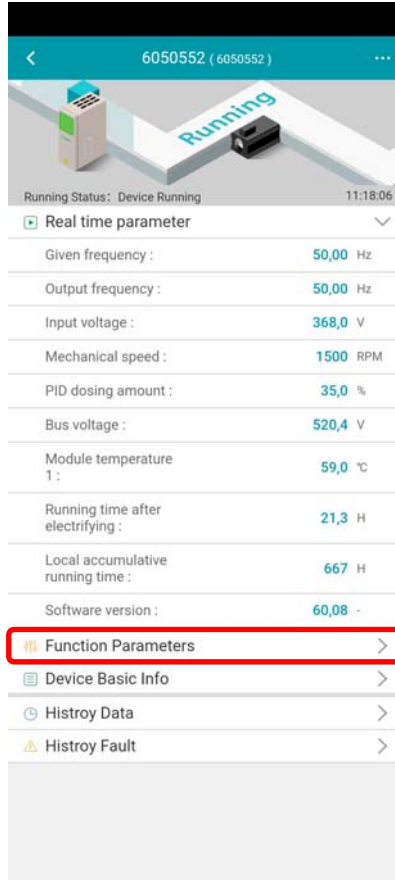 6050552 ( 6050552 )
Running
Running Status: Device Running 11:18:06
Real time parameter
Given frequency : 50,00 Hz
Output frequency : 50,00 Hz
Input voltage : 368,0 V
Mechanical speed : 1500 RPM
PID dosing amount : 35,0 %
Bus voltage : 520,4 V
Module temperature
1 : 59,0 ℃
Running time after
electrifying : 21,3 H
Local accumulative
running time : 667 H
Software version : 60,08 -
Function Parameters
Device Basic Info
Histroy Data
Histroy Fault